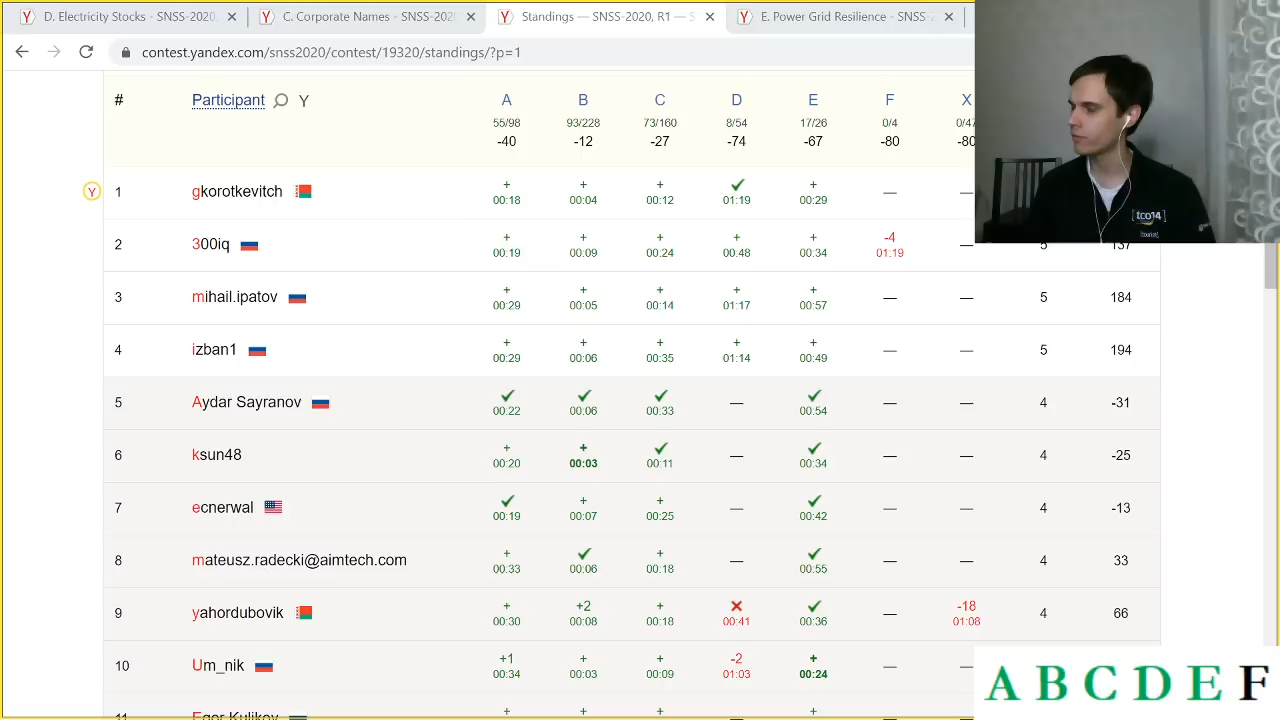 D. Electricity Stocks - SNSS-2020, C. Corporate Names - SNSS-202 Standings — SNSS-2020, R1 — S E. Power Grid Resilience - SNSS-
contest.yandex.com/snss2020/contest/19320/standings/?p=1
# Participant Y A B C D E F X
55/98 93/228 73/160 8/54 17/26 0/4 0/47
-40 -12 -27 -74 -67 -80 -80
Y 1 gkorotkevitch + + + ✓ + — —
00:18 00:04 00:12 01:19 00:29
2 300iq + + + + + -4 — 5 137
00:19 00:09 00:24 00:48 00:34 01:19
3 mihail.ipatov + + + + + — — 5 184
00:29 00:05 00:14 01:17 00:57
4 izban1 + + + + + — — 5 194
00:29 00:06 00:35 01:14 00:49
5 Aydar Sayranov ✓ ✓ ✓ — ✓ — — 4 -31
00:22 00:06 00:33 00:54
6 ksun48 + + ✓ — ✓ — — 4 -25
00:20 00:03 00:11 00:34
7 ecnerwal ✓ + + — ✓ — — 4 -13
00:19 00:07 00:25 00:42
8 mateusz.radecki@aimtech.com + ✓ + — ✓ — — 4 33
00:33 00:06 00:18 00:55
9 yahordubovik + +2 + ✗ ✓ — -18 4 66
00:30 00:08 00:18 00:41 00:36 01:08
10 Um_nik +1 + + -2 + — —
00:34 00:03 00:09 01:03 00:24
11 Egor Kulikov + + + + +
[tco14]
ABCDEF